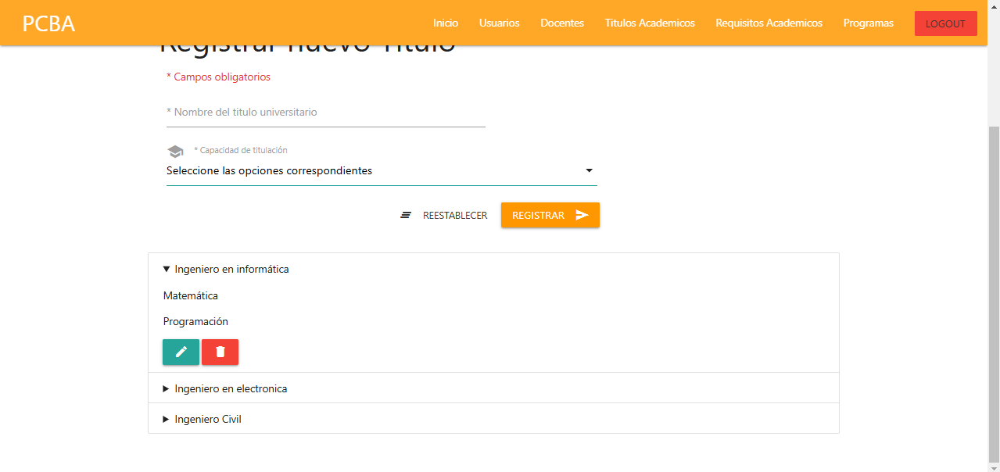 PCBA
Inicio Usuarios Docentes Titulos Academicos Requisitos Academicos Programas LOGOUT
Registrar nuevo Titulo
* Campos obligatorios
* Nombre del titulo universitario
* Capacidad de titulación
Seleccione las opciones correspondientes
REESTABLECER REGISTRAR
Ingeniero en informática
Matemática
Programación
Ingeniero en electronica
Ingeniero Civil